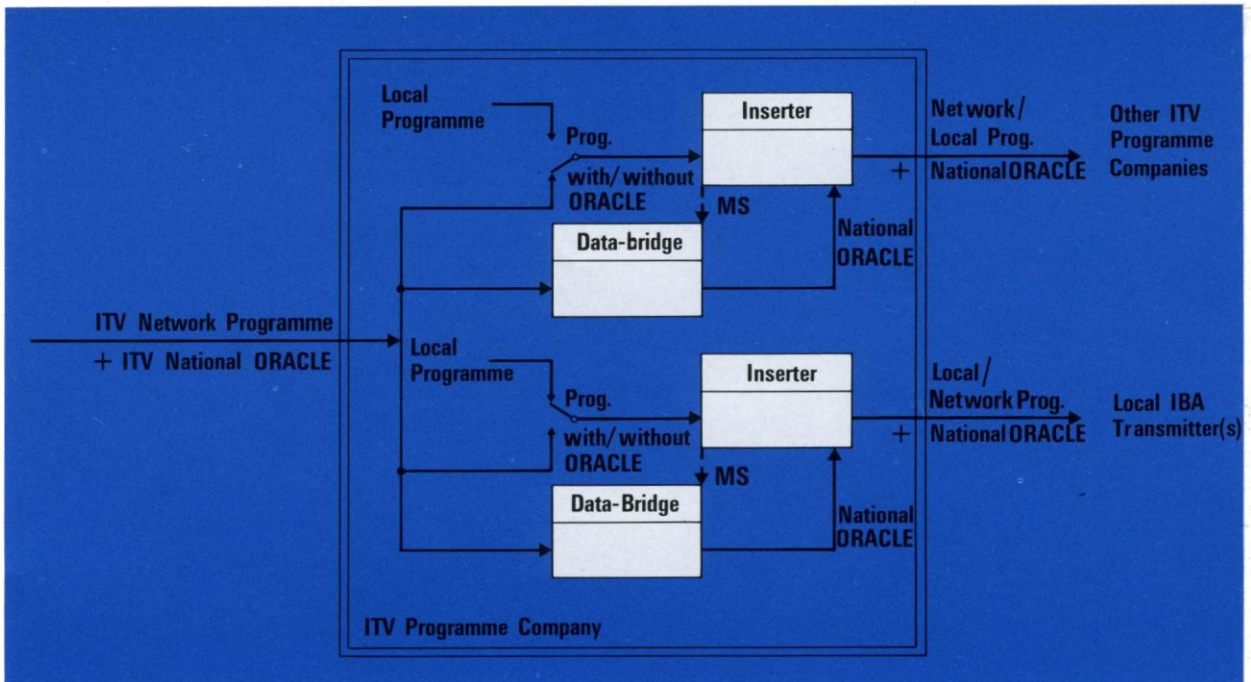 Local
Programme
Prog.
with/without
ORACLE
Inserter
MS
Data-bridge
National
ORACLE
Network/
Local Prog.
+ National ORACLE
Other ITV
Programme
Companies
ITV Network Programme
+ ITV National ORACLE
Local
Programme
Prog.
with/without
ORACLE
Inserter
MS
Data-Bridge
National
ORACLE
Local/
Network Prog.
+ National ORACLE
Local IBA
Transmitter(s)
ITV Programme Company